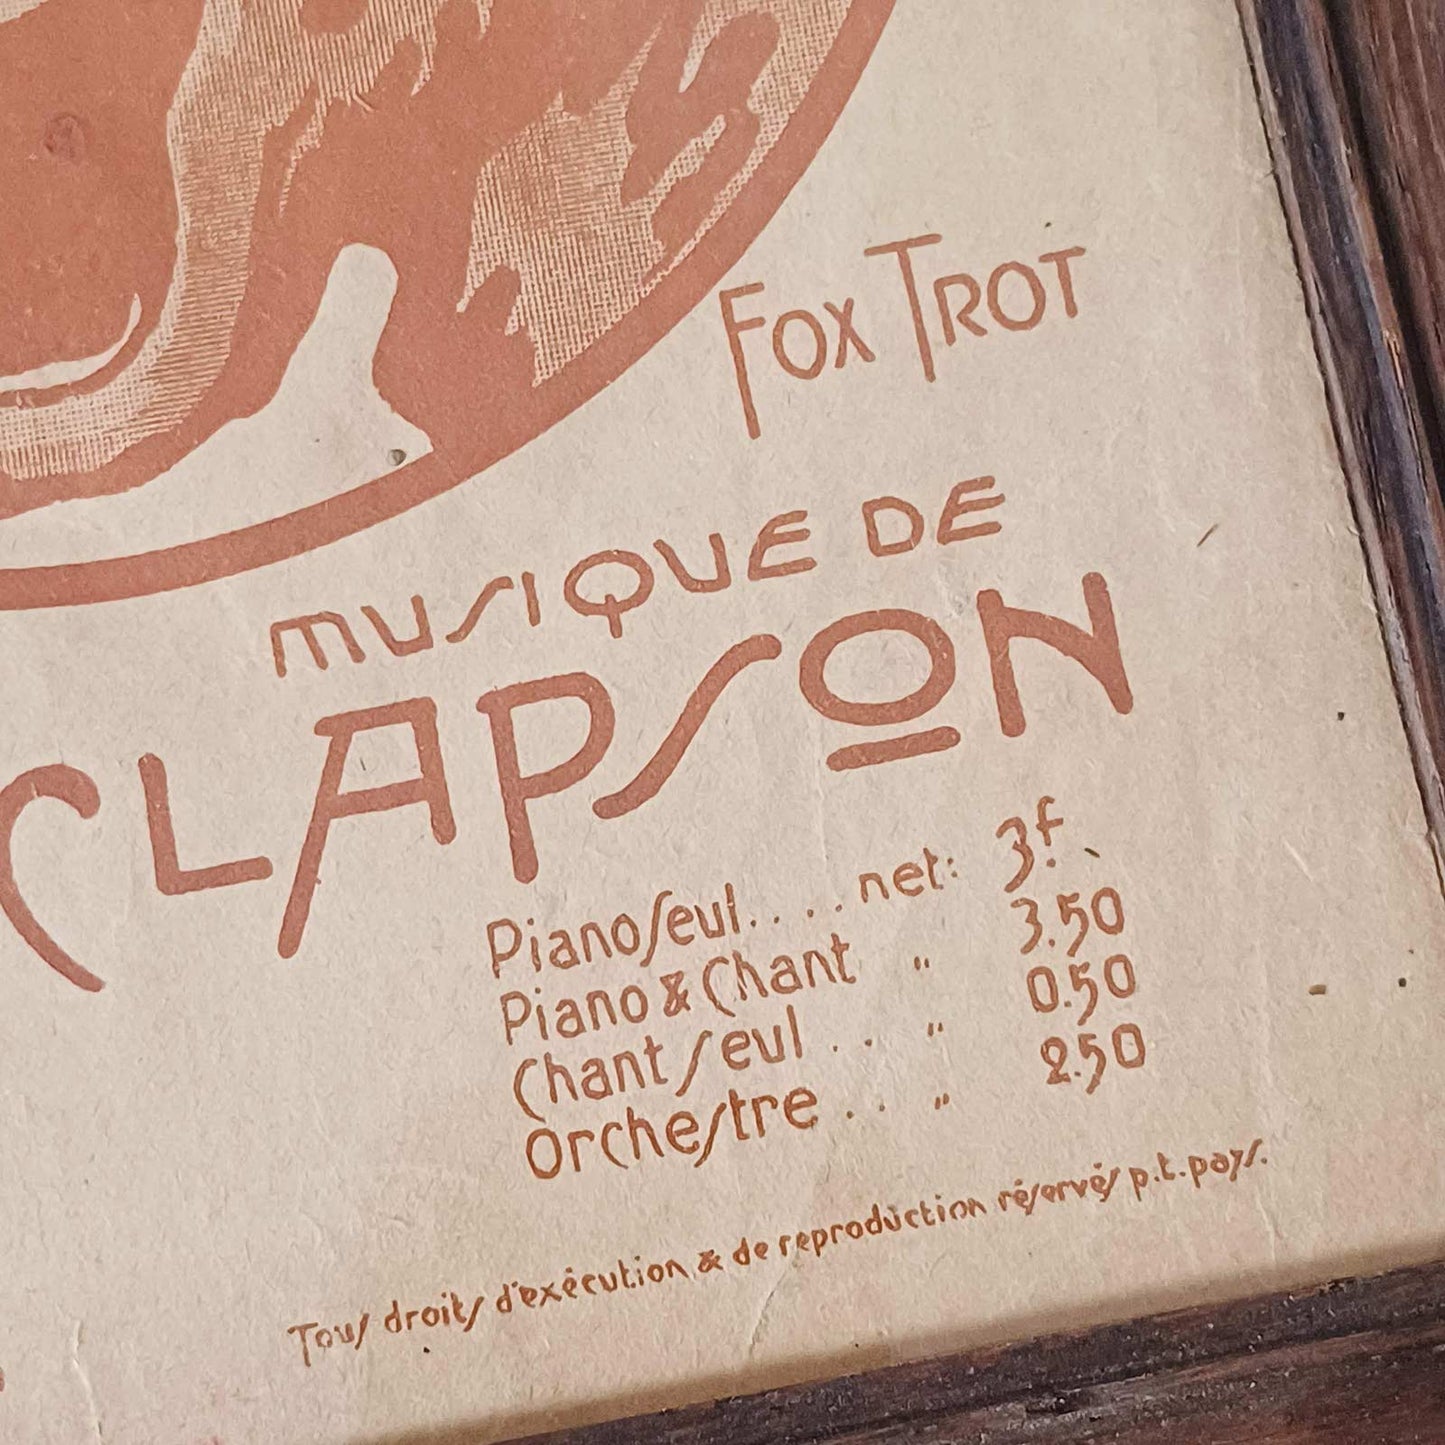 FOX TROT
MUSIQUE DE
CLAPSON
Piano seul.... net: 3f.
Piano & Chant " 3.50
Chant seul .. " 0.50
Orchestre .. " 2.50
Tous droits d'exécution & de reproduction résérvés p.t.pays.